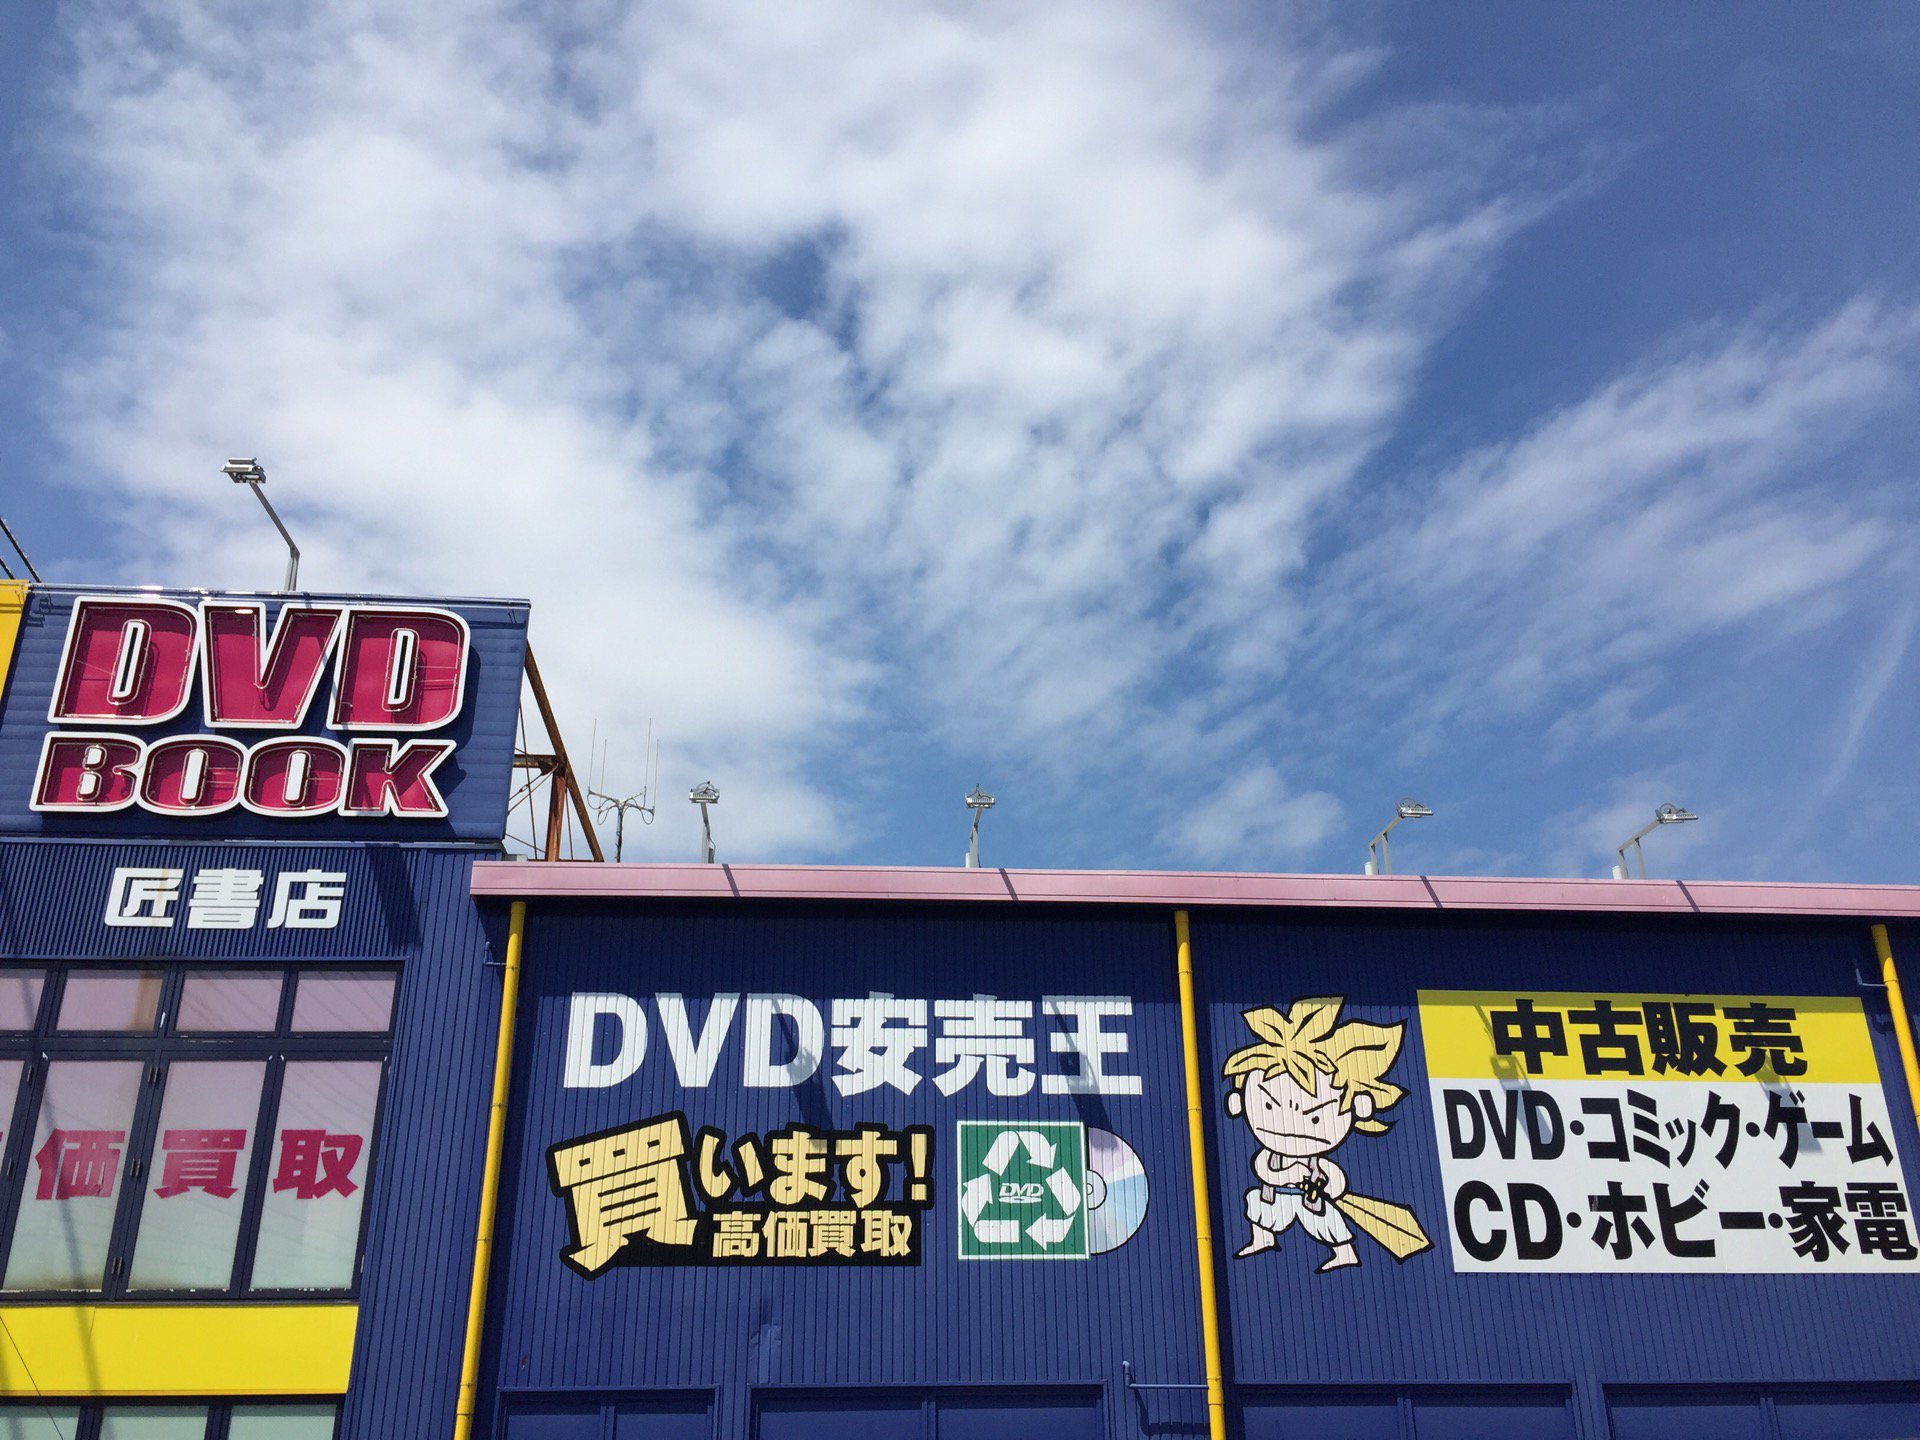 DVD
BOOK
匠書店
価買取
DVD安売王
買います!
高価買取
DVD
中古販売
DVD・コミック・ゲーム
CD・ホビー・家電